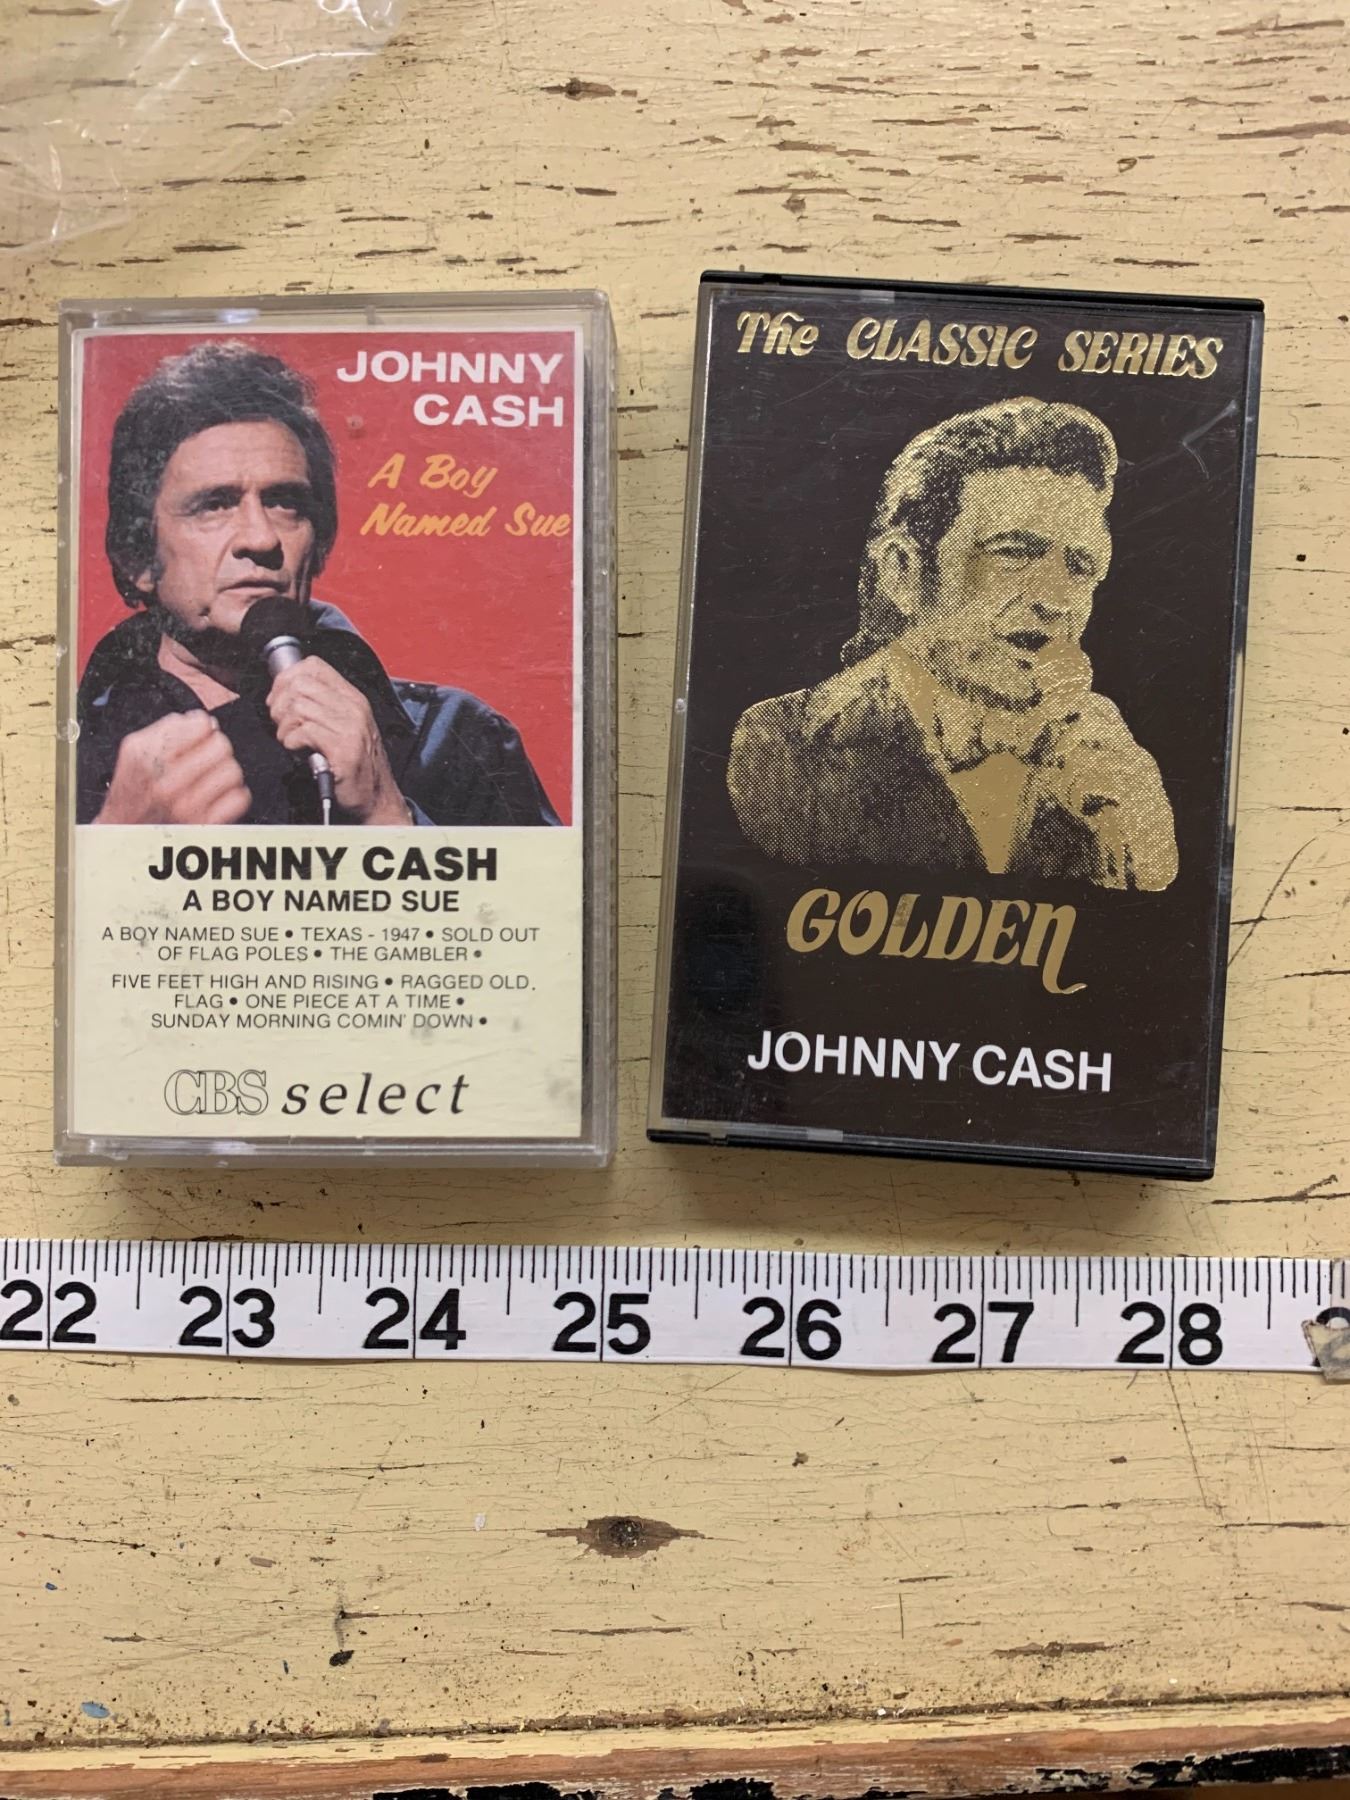 JOHNNY
CASH
A Boy
Named Sue
JOHNNY CASH
A BOY NAMED SUE
A BOY NAMED SUE • TEXAS - 1947 • SOLD OUT
OF FLAG POLES • THE GAMBLER •
FIVE FEET HIGH AND RISING • RAGGED OLD.
FLAG • ONE PIECE AT A TIME •
SUNDAY MORNING COMIN' DOWN •
CBS select
The CLASSIC SERIES
GOLDEN
JOHNNY CASH
22 23 24 25 26 27 28